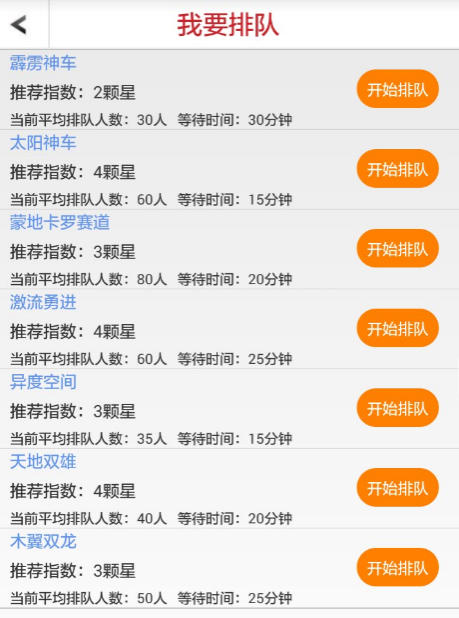 我要排队
霹雳神车
推荐指数：2颗星
开始排队
当前平均排队人数：30人 等待时间：30分钟
太阳神车
推荐指数：4颗星
开始排队
当前平均排队人数：60人 等待时间：15分钟
蒙地卡罗赛道
推荐指数：3颗星
开始排队
当前平均排队人数：80人 等待时间：20分钟
激流勇进
推荐指数：4颗星
开始排队
当前平均排队人数：60人 等待时间：25分钟
异度空间
推荐指数：3颗星
开始排队
当前平均排队人数：35人 等待时间：15分钟
天地双雄
推荐指数：4颗星
开始排队
当前平均排队人数：40人 等待时间：20分钟
木翼双龙
推荐指数：3颗星
开始排队
当前平均排队人数：50人 等待时间：25分钟